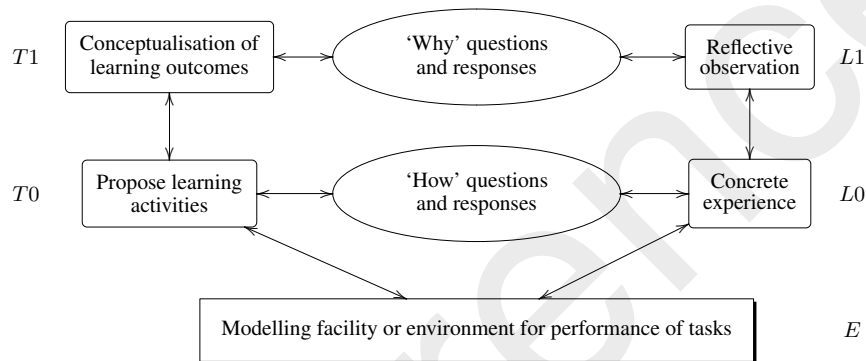 T1
Conceptualisation of
learning outcomes
‘Why’ questions
and responses
Reflective
observation
L1
T0
Propose learning
activities
‘How’ questions
and responses
Concrete
experience
L0
Modelling facility or environment for performance of tasks
E